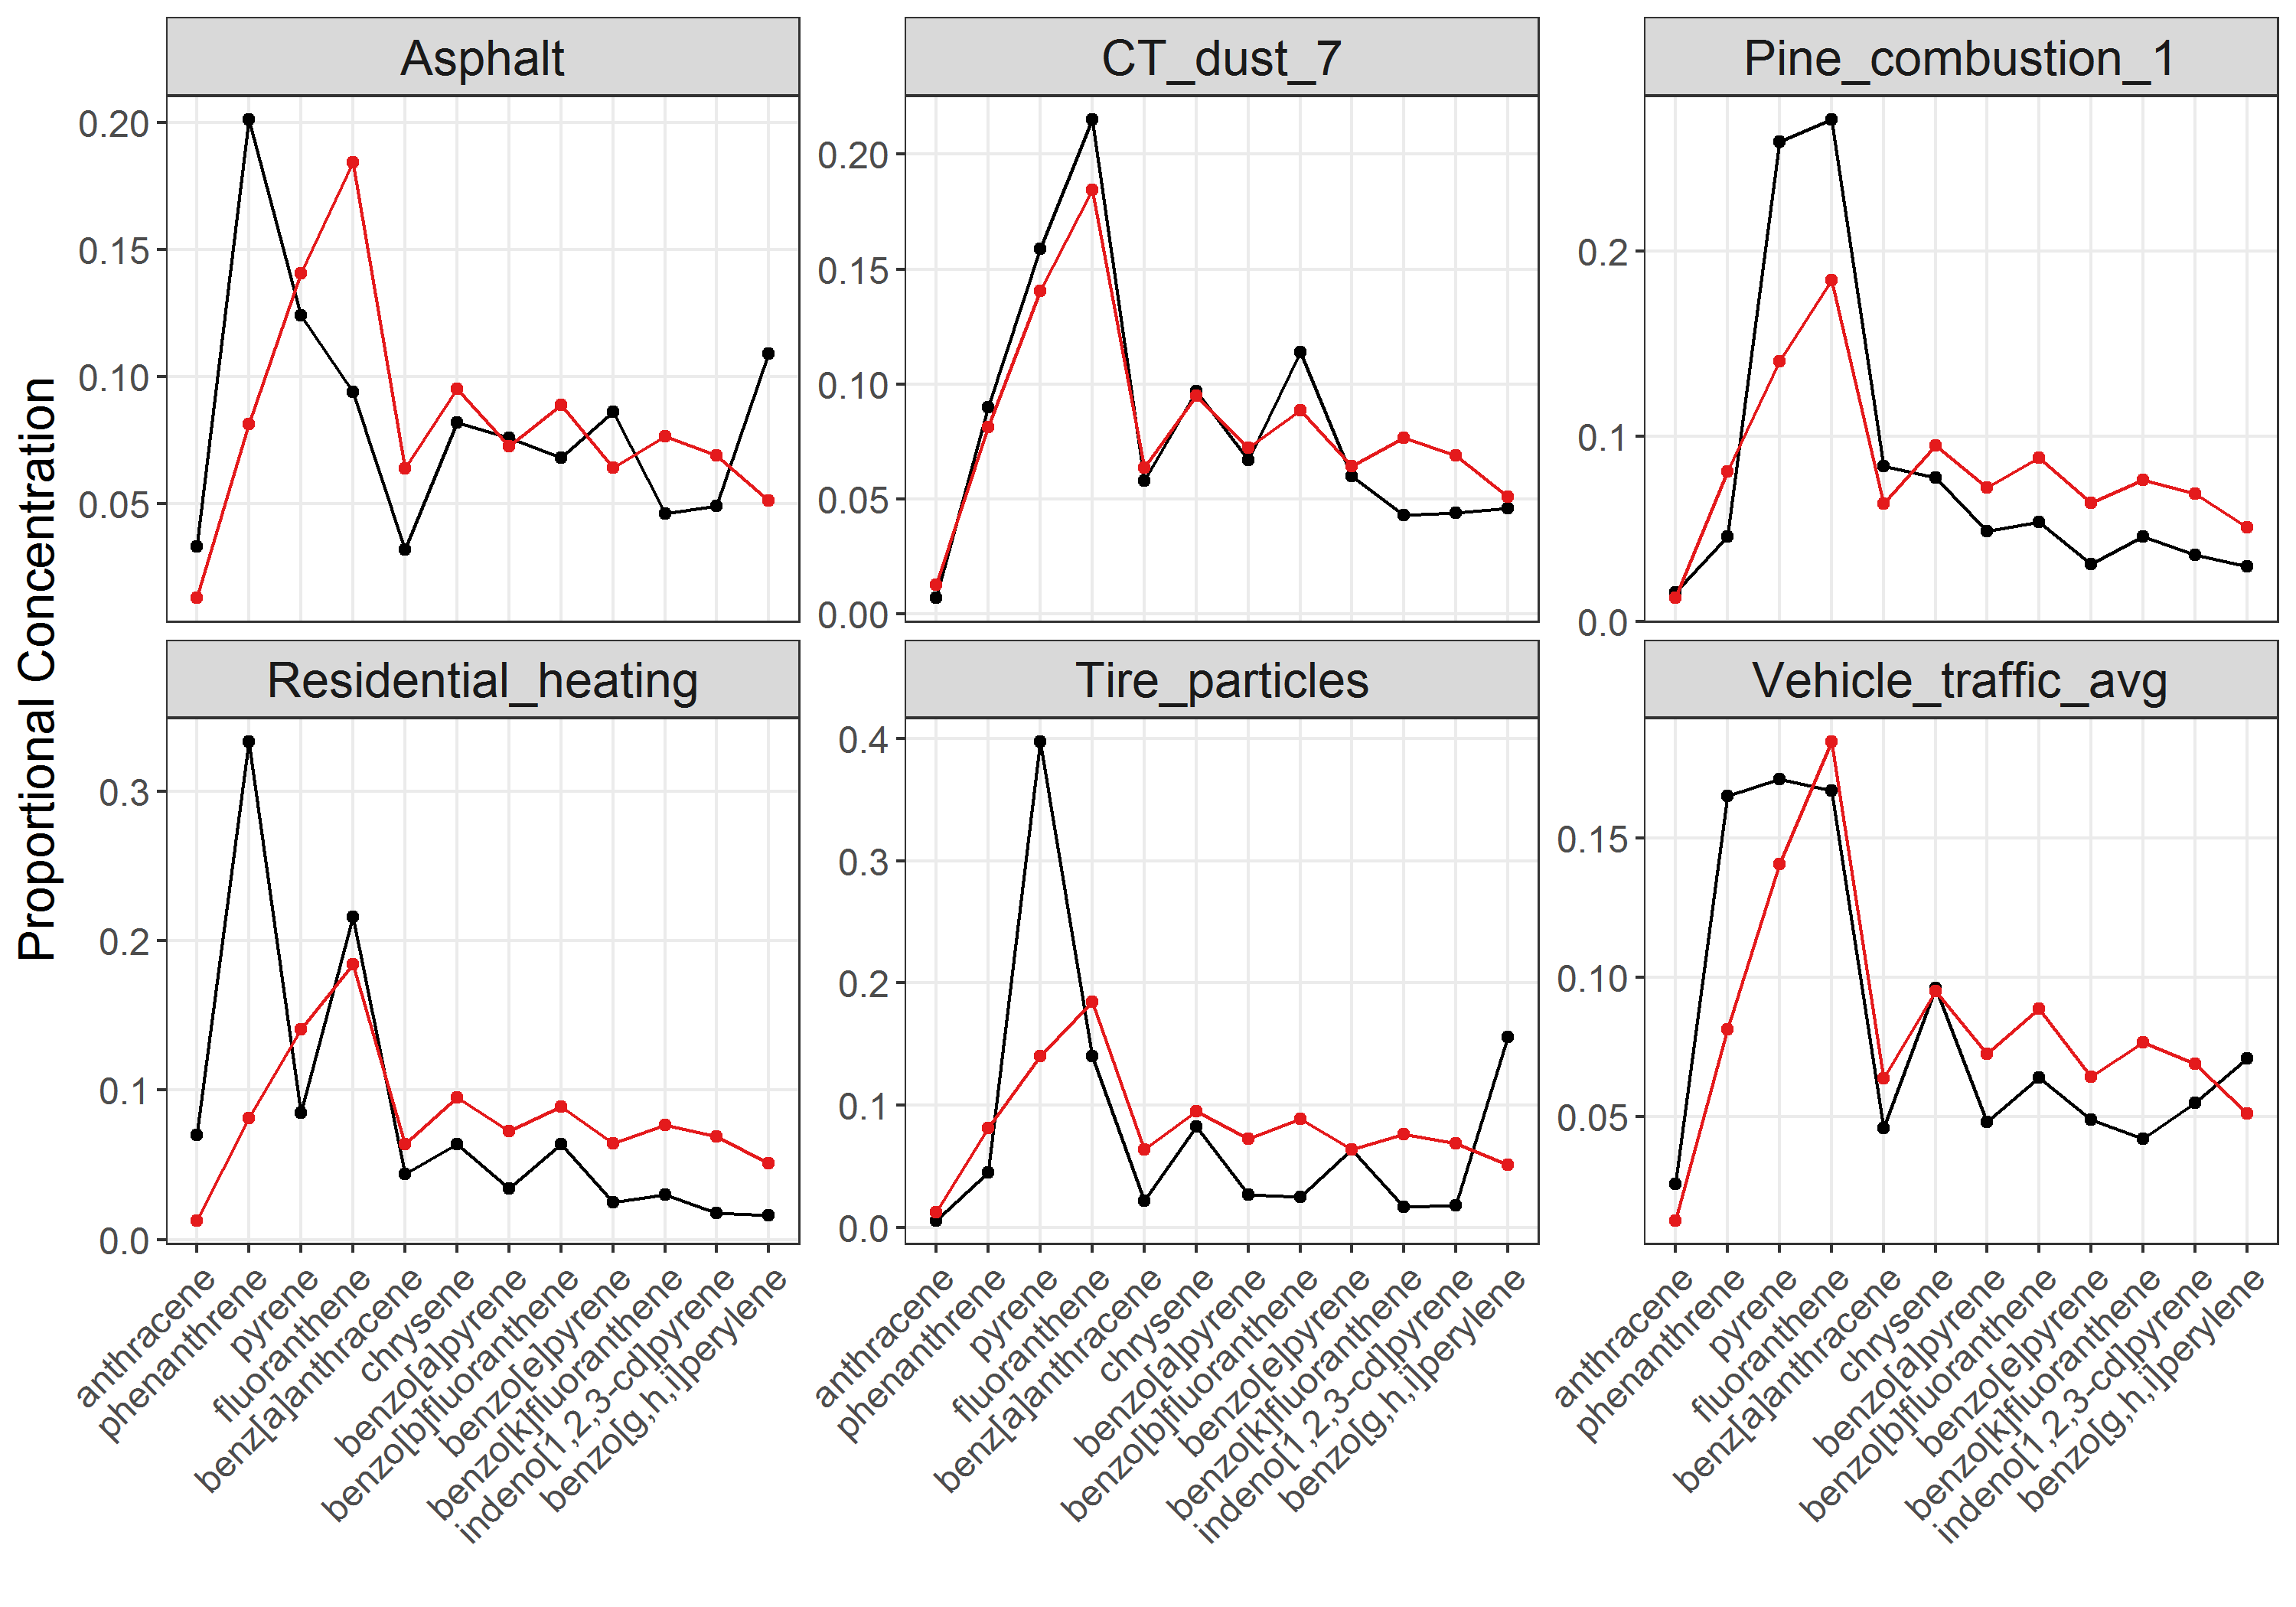 Proportional Concentration
Asphalt
0.20
0.15
0.10
0.05
CT_dust_7
0.20
0.15
0.10
0.05
0.00
Pine_combustion_1
0.2
0.1
0.0
Residential_heating
0.3
0.2
0.1
0.0
anthracene
phenanthrene
pyrene
fluoranthene
benz[a]anthracene
chrysene
benzo[a]pyrene
benzo[b]fluoranthene
benzo[e]pyrene
benzo[k]fluoranthene
indeno[1,2,3-cd]pyrene
benzo[g,h,i]perylene
Tire_particles
0.4
0.3
0.2
0.1
0.0
anthracene
phenanthrene
pyrene
fluoranthene
benz[a]anthracene
chrysene
benzo[a]pyrene
benzo[b]fluoranthene
benzo[e]pyrene
benzo[k]fluoranthene
indeno[1,2,3-cd]pyrene
benzo[g,h,i]perylene
Vehicle_traffic_avg
0.15
0.10
0.05
anthracene
phenanthrene
pyrene
fluoranthene
benz[a]anthracene
chrysene
benzo[a]pyrene
benzo[b]fluoranthene
benzo[e]pyrene
benzo[k]fluoranthene
indeno[1,2,3-cd]pyrene
benzo[g,h,i]perylene